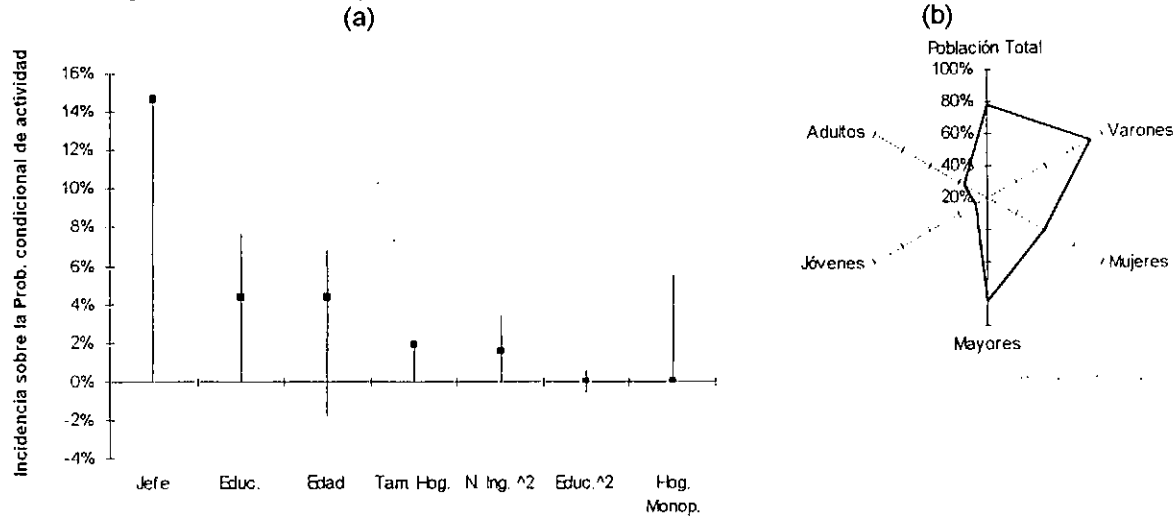 (a)
(b)
Incidencia sobre la Prob. condicional de actividad
16%
14%
12%
10%
8%
6%
4%
2%
0%
-2%
-4%
Jefe
Educ.
Edad
Tam. Hog.
N. Ing. ^2
Educ.^2
Hog.
Monop.
Población Total
100%
80%
60%
40%
20%
Adultos
Varones
Jóvenes
Mujeres
Mayores